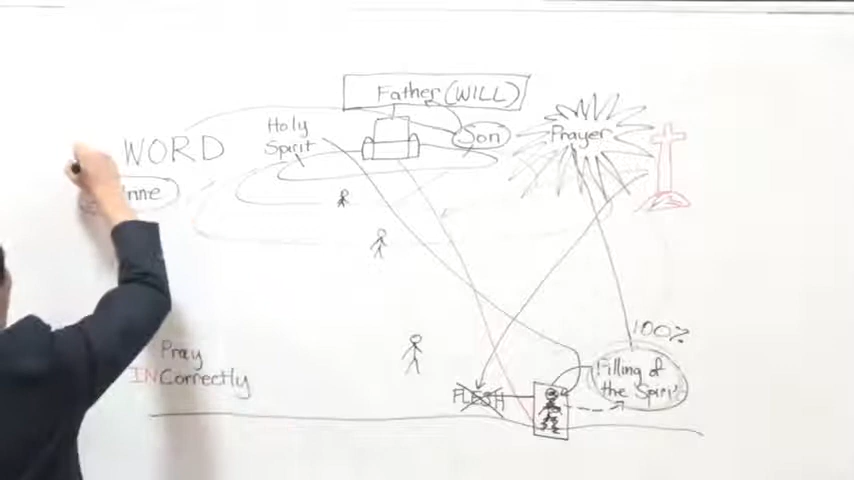 Father (WILL)
Holy
Spirit
Son
Prayer
WORD
100%
Pray
INCorrectly
FLESH
Filling of
the Spirit